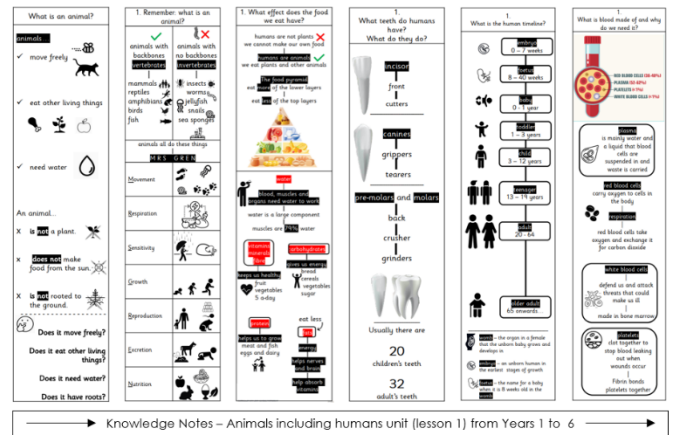 What is an animal?
animals ...
✓ move freely
✓ eat other living things
✓ need water
An animal...
X is not a plant.
X does not make
food from the sun.
X is not rooted to
the ground.
Does it move freely?
Does it eat other living
things?
Does it need water?
Does it have roots?
1. Remember: what is an
animal?
animals with
backbones
vertebrates
mammals
reptiles
amphibians
birds
fish
animals with
no backbones
invertebrates
insects
worms
jellyfish
snails
sea sponges
animals all do these things
MRS GREN
Movement
Respiration
Sensitivity
Growth
Reproduction
Excretion
Nutrition
1. What effect does the food
we eat have?
humans are not plants
we cannot make our own food
humans are animals
we eat plants and other animals
The food pyramid
eat more of the lower layers
eat less of the top layers
water
blood, muscles and
organs need water to work
water is a large component
muscles are 79% water
vitamins
minerals
fibre
keeps us healthy
fruit
vegetables
5 a-day
carbohydrates
gives us energy
bread
cereals
vegetables
sugar
protein
helps us to grow
meat and fish
eggs and dairy
eat less
fats
energy
helps nerves
and brain
help absorb
vitamins
1.
What teeth do humans
have?
What do they do?
incisor
front
cutters
canines
grippers
tearers
pre-molars and molars
back
crusher
grinders
Usually there are
20
children's teeth
32
adult's teeth
1.
What is the human timeline?
embryo
0 – 7 weeks
foetus
8 – 40 weeks
baby
0 - 1 year
toddler
1 – 3 years
child
3 – 12 years
teenager
13 – 19 years
adult
20 - 64
elder adult
65 onwards...
womb – the organ in a female
that the unborn baby grows and
develops in
embryo – an unborn human in
the earliest stages of growth
foetus – the name for a baby
when it is 8 weeks old in the
womb
1.
What is blood made of and why
do we need it?
RED BLOOD CELLS
PLASMA
PLATELETS
WHITE BLOOD CELLS
plasma
is mainly water and
a liquid that blood
cells are
suspended in and
waste is carried
red blood cells
carry oxygen to cells in
the body
respiration
red blood cells take
oxygen and exchange it
for carbon dioxide
white blood cells
defend us and attack
threats that could
make us ill
made in bone marrow
platelets
clot together to
stop blood leaking
out when
wounds occur
Fibrin bonds
platelets together
Knowledge Notes – Animals including humans unit (lesson 1) from Years 1 to 6